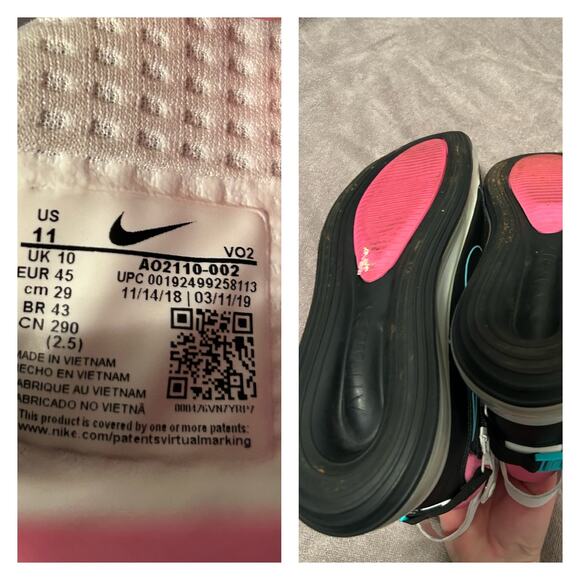 US
11
VO2
UK 10
AO2110-002
EUR 45
UPC 00192499258113
cm 29
11/14/18 | 03/11/19
BR 43
CN 290
(2.5)
MADE IN VIETNAM
HECHO EN VIETNAM
FABRIQUE AU VIETNAM
FABRICADO NO VIETNÃ
This product is covered by one or more patents:
www.nike.com/patentsvirtualmarking